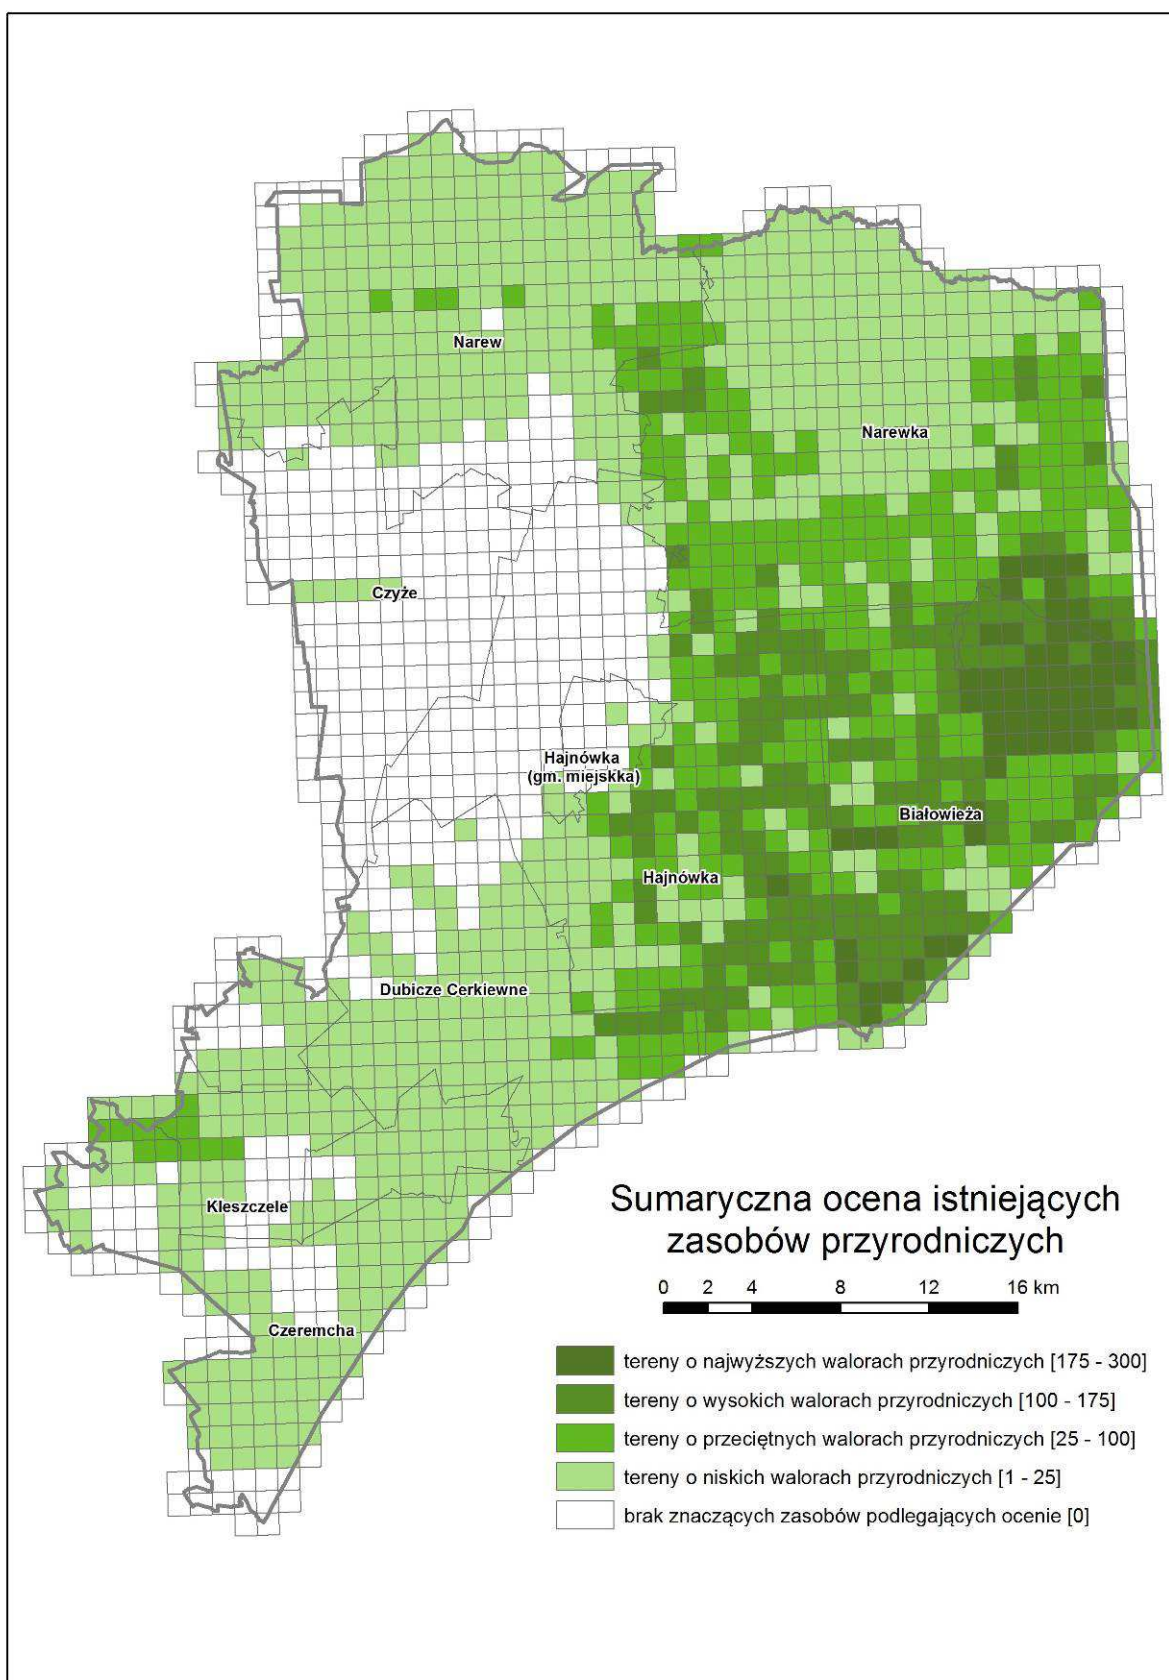 Narew
Narewka
Czyże
Hajnówka
(gm. miejskka)
Białowieża
Hajnówka
Dubicze Cerkiewne
Kleszczele
Czeremcha
Sumaryczna ocena istniejących
zasobów przyrodniczych
0 2 4 8 12 16 km
tereny o najwyższych walorach przyrodniczych [175 - 300]
tereny o wysokich walorach przyrodniczych [100 - 175]
tereny o przeciętnych walorach przyrodniczych [25 - 100]
tereny o niskich walorach przyrodniczych [1 - 25]
brak znaczących zasobów podlegających ocenie [0]